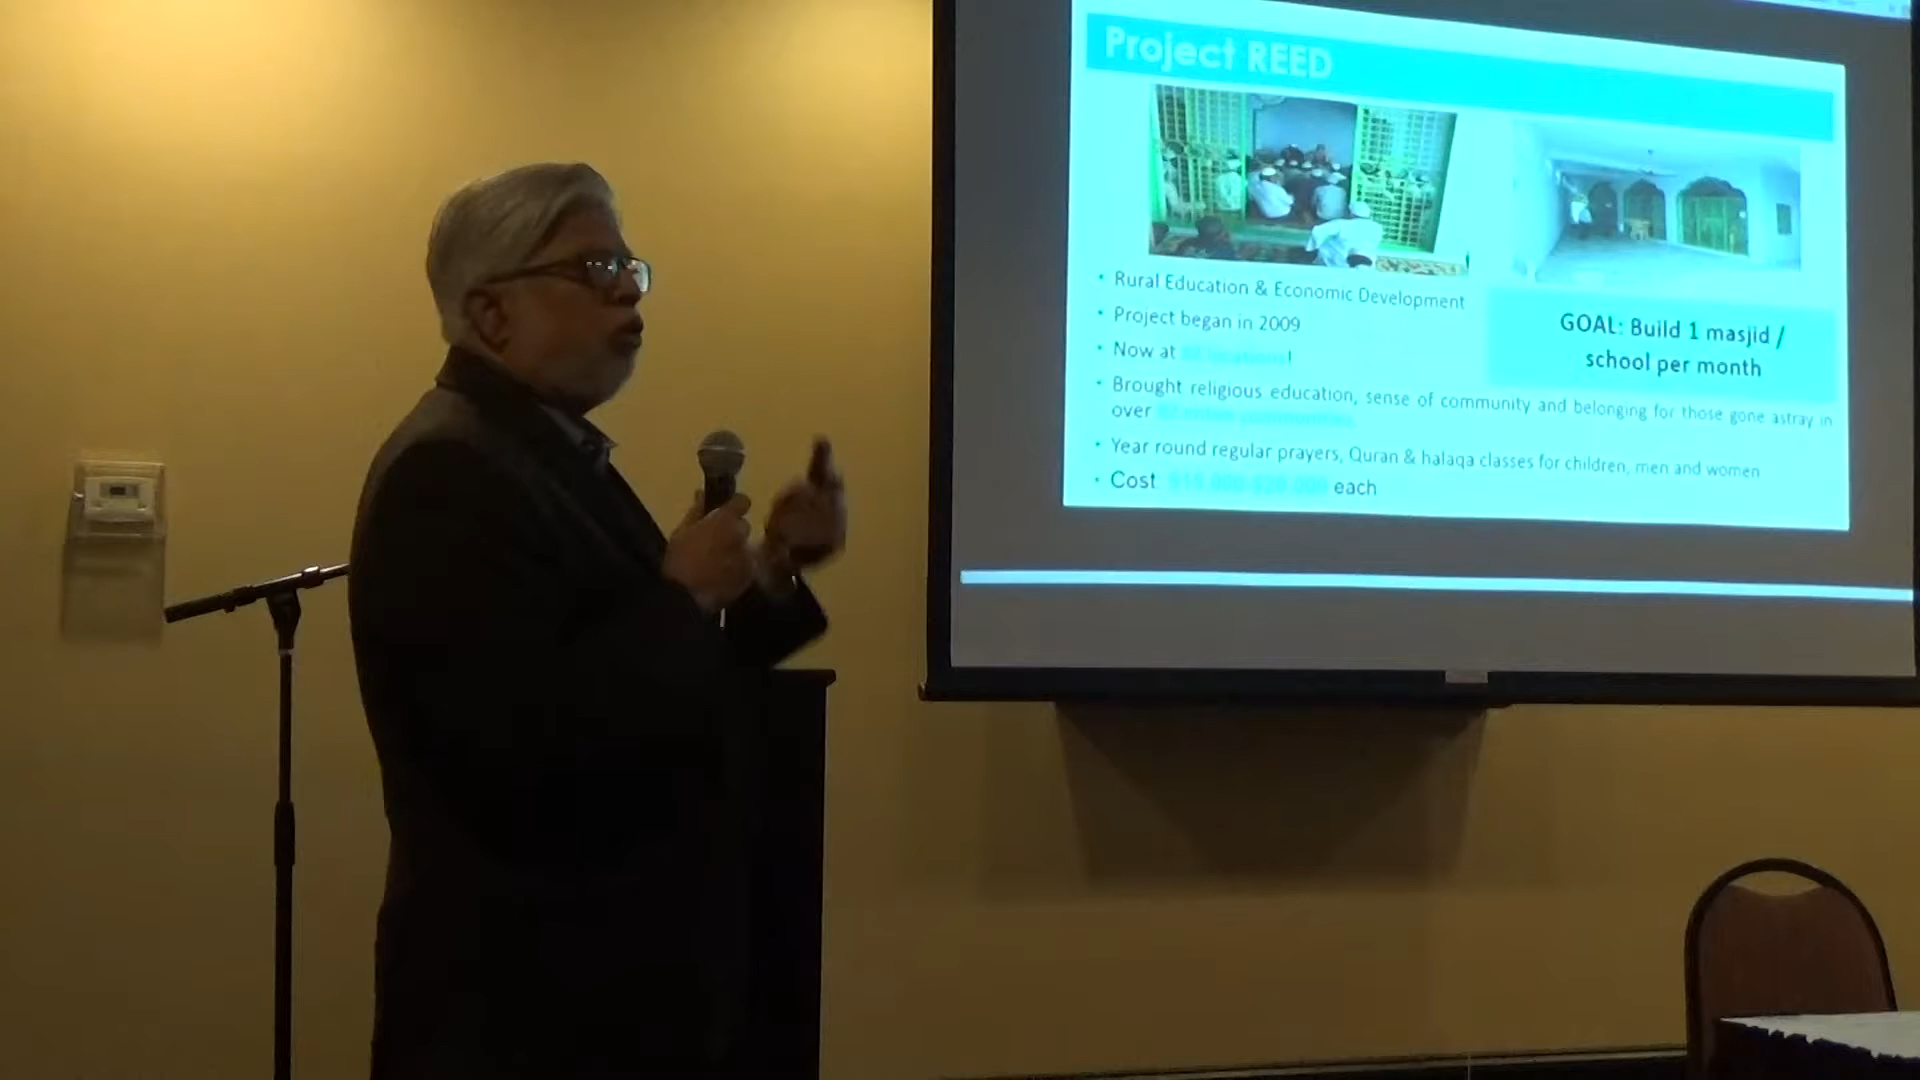 Project REED
• Rural Education & Economic Development
• Project began in 2009
• Now at !
• Brought religious education, sense of community and belonging for those gone astray in
over
• Year round regular prayers, Quran & halaqa classes for children, men and women
• Cost each
GOAL: Build 1 masjid /
school per month